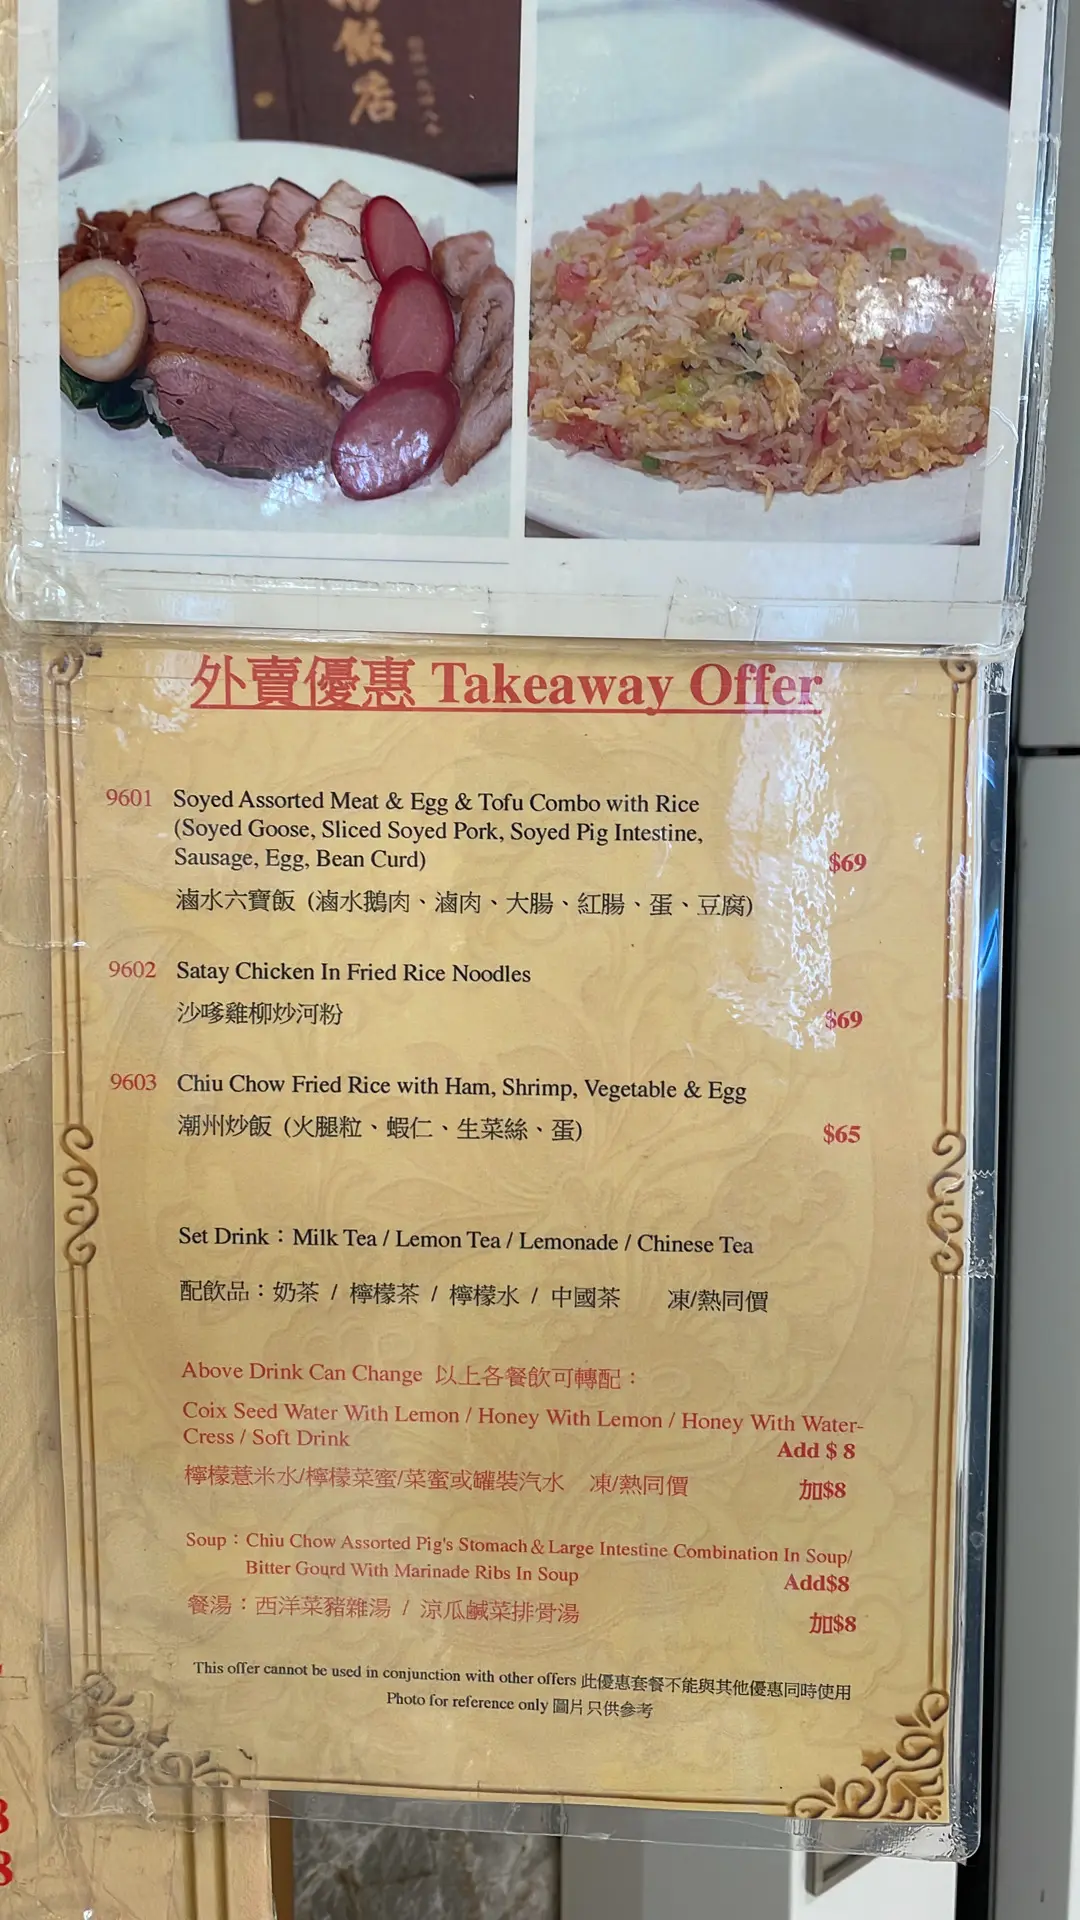 飯店
外賣優惠 Takeaway Offer
9601 Soyed Assorted Meat & Egg & Tofu Combo with Rice
(Soyed Goose, Sliced Soyed Pork, Soyed Pig Intestine,
Sausage, Egg, Bean Curd) $69
滷水六寶飯 (滷水鵝肉、滷肉、大腸、紅腸、蛋、豆腐)
9602 Satay Chicken In Fried Rice Noodles
沙嗲雞柳炒河粉 $69
9603 Chiu Chow Fried Rice with Ham, Shrimp, Vegetable & Egg
潮州炒飯 (火腿粒、蝦仁、生菜絲、蛋) $65
Set Drink：Milk Tea / Lemon Tea / Lemonade / Chinese Tea
配飲品：奶茶 / 檸檬茶 / 檸檬水 / 中國茶 凍/熱同價
Above Drink Can Change 以上各餐飲可轉配：
Coix Seed Water With Lemon / Honey With Lemon / Honey With Water-
Cress / Soft Drink Add $ 8
檸檬薏米水/檸檬菜蜜/菜蜜或罐裝汽水 凍/熱同價 加$8
Soup：Chiu Chow Assorted Pig's Stomach & Large Intestine Combination In Soup/
Bitter Gourd With Marinade Ribs In Soup Add$8
餐湯：西洋菜豬雜湯 / 涼瓜鹹菜排骨湯 加$8
This offer cannot be used in conjunction with other offers 此優惠套餐不能與其他優惠同時使用
Photo for reference only 圖片只供參考